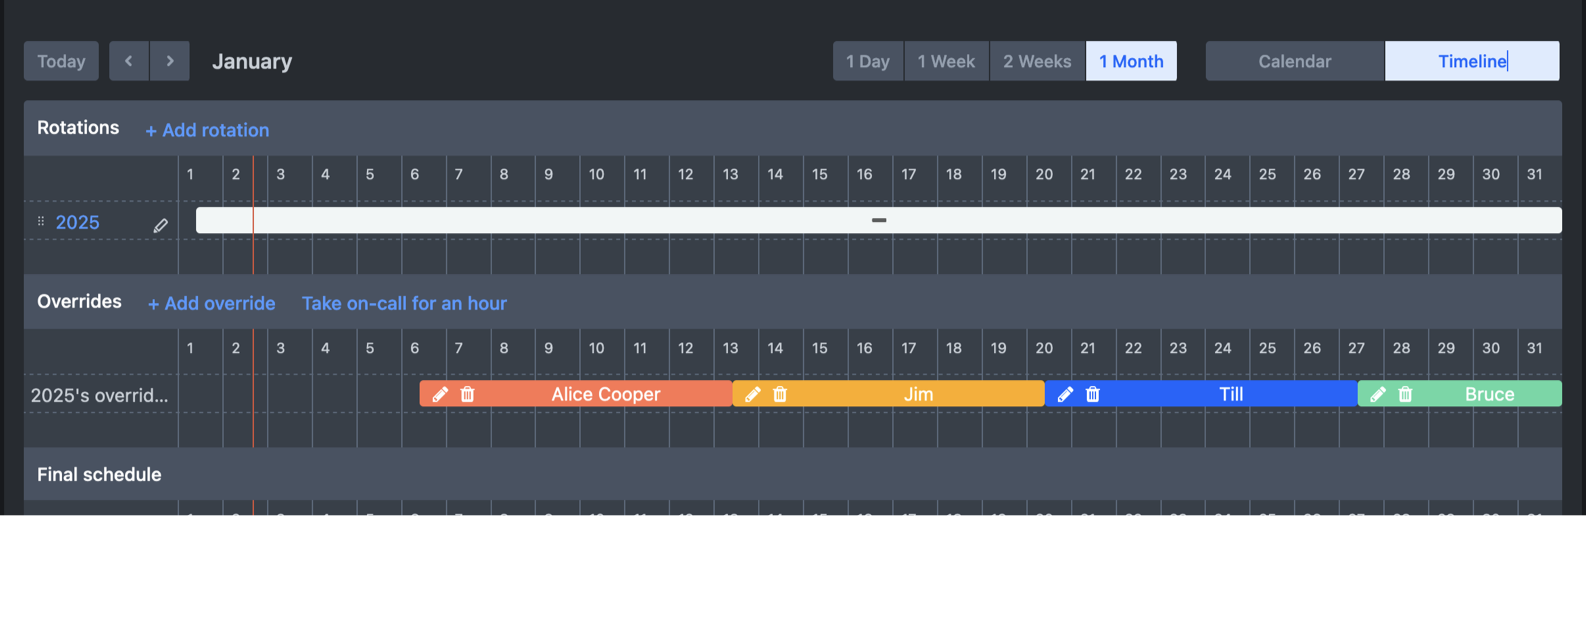 Today < > January 1 Day 1 Week 2 Weeks 1 Month Calendar Timeline
Rotations + Add rotation
1 2 3 4 5 6 7 8 9 10 11 12 13 14 15 16 17 18 19 20 21 22 23 24 25 26 27 28 29 30 31
2025 –
Overrides + Add override Take on-call for an hour
1 2 3 4 5 6 7 8 9 10 11 12 13 14 15 16 17 18 19 20 21 22 23 24 25 26 27 28 29 30 31
2025's overrid... Alice Cooper Jim Till Bruce
Final schedule